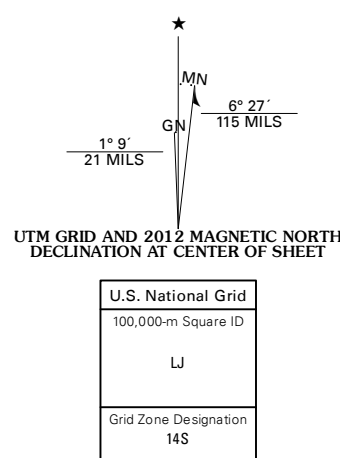 MN
GN
6° 27´
115 MILS
1° 9´
21 MILS
UTM GRID AND 2012 MAGNETIC NORTH
DECLINATION AT CENTER OF SHEET
U.S. National Grid
100,000-m Square ID
LJ
Grid Zone Designation
14S